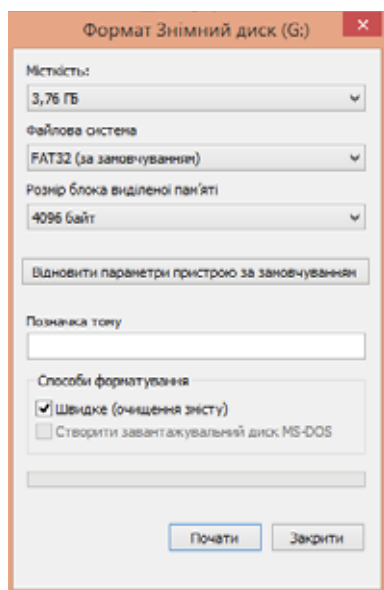 Формат Знімний диск (G:)
Місткість:
3,76 ГБ
Файлова система
FAT32 (за замовчуванням)
Розмір блока виділеної пам'яті
4096 байт
Відновити параметри пристрою за замовчуванням
Позначка тому
Способи форматування
Швидке (очищення змісту)
Створити завантажувальний диск MS-DOS
Почати
Закрити